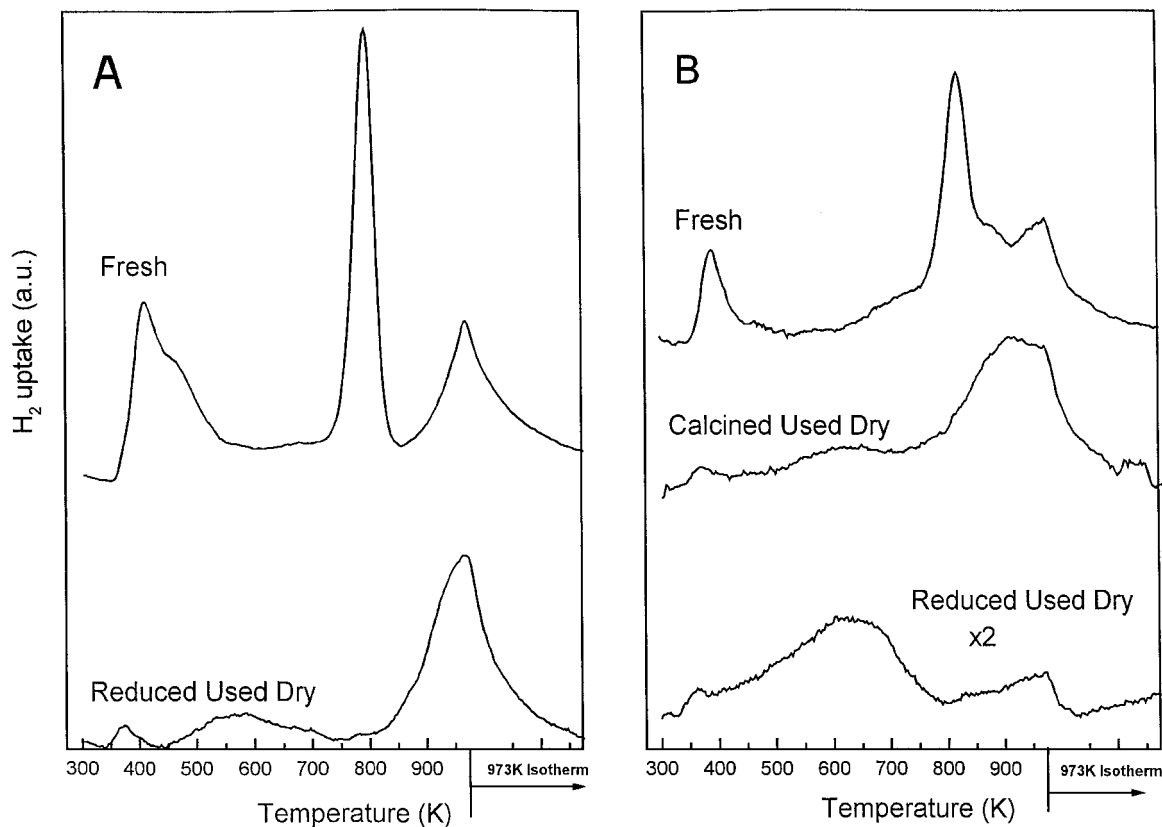 A
Fresh
Reduced Used Dry
H2 uptake (a.u.)
300 400 500 600 700 800 900
973K Isotherm
Temperature (K)
B
Fresh
Calcined Used Dry
Reduced Used Dry
x2
300 400 500 600 700 800 900
973K Isotherm
Temperature (K)